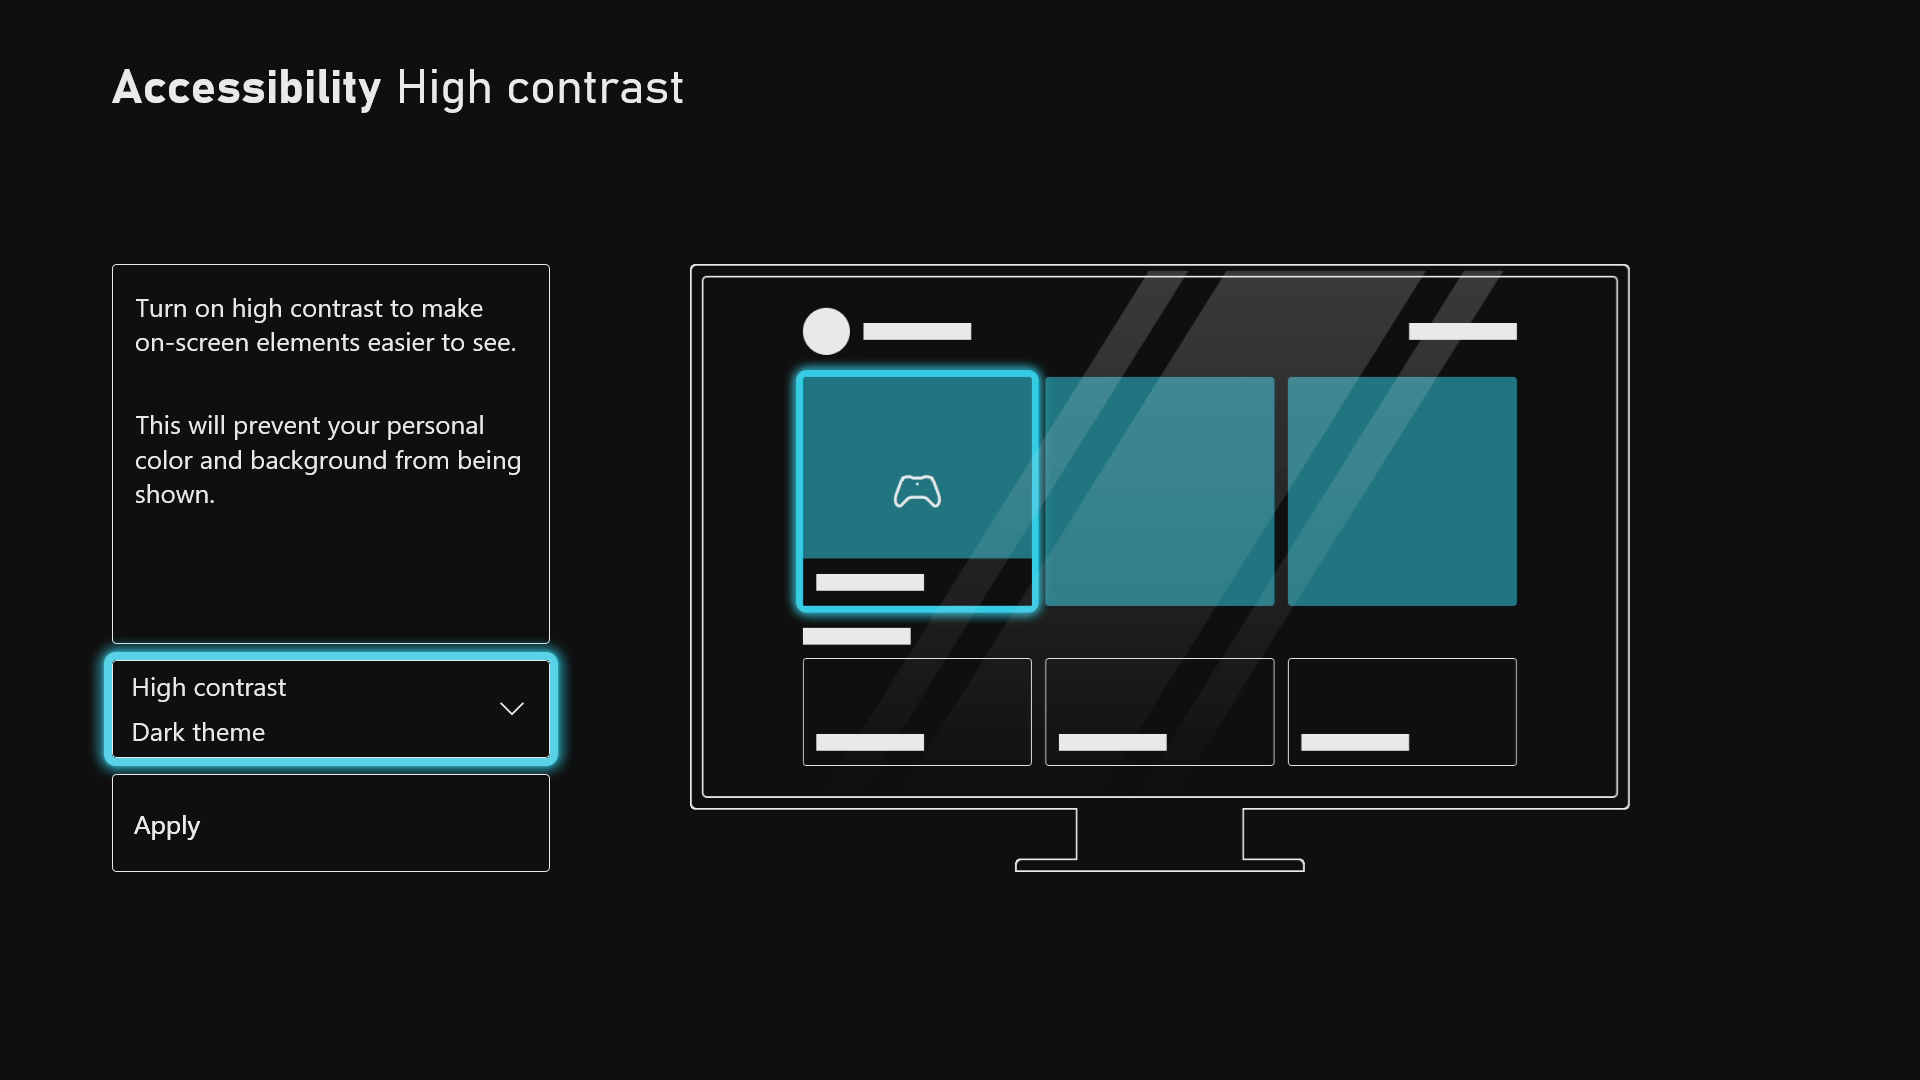 Accessibility High contrast
Turn on high contrast to make
on-screen elements easier to see.
This will prevent your personal
color and background from being
shown.
High contrast
Dark theme
Apply